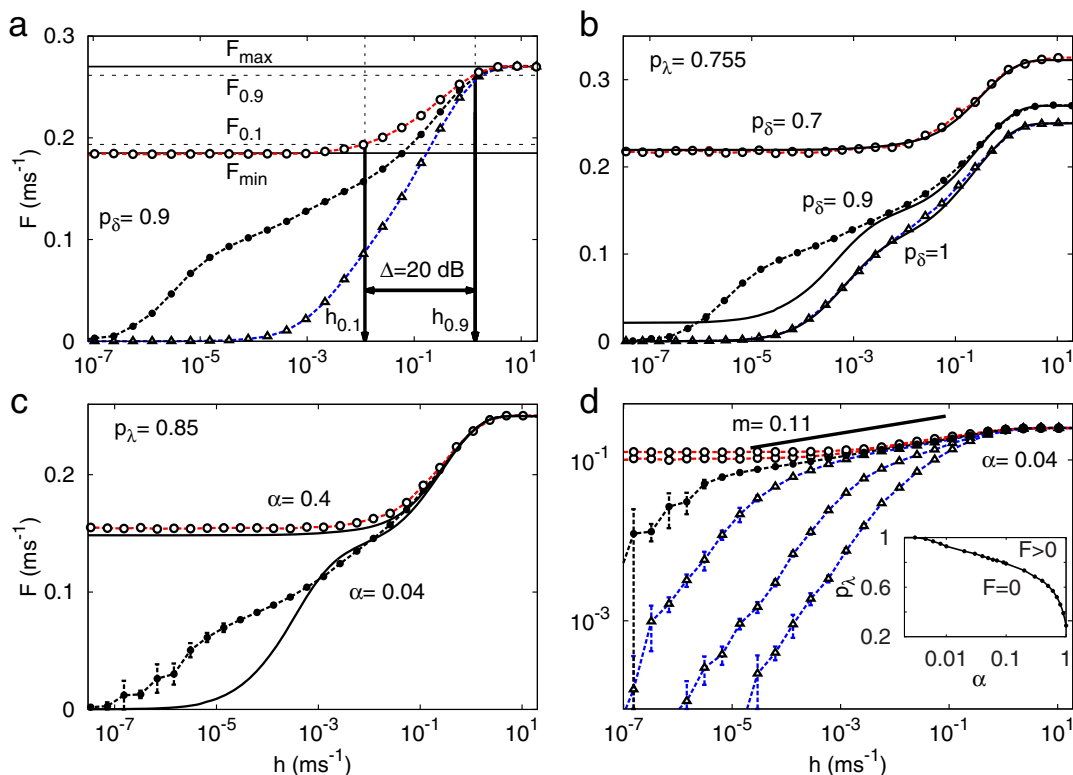 a
0.3
0.2
0.1
0
F (ms⁻¹)
F_max
F_0.9
F_0.1
F_min
p_δ= 0.9
Δ=20 dB
h_0.1
h_0.9
10⁻⁷
10⁻⁵
10⁻³
10⁻¹
10¹
b
0.3
0.2
0.1
0
p_λ= 0.755
p_δ= 0.7
p_δ= 0.9
p_δ=1
10⁻⁷
10⁻⁵
10⁻³
10⁻¹
10¹
c
0.2
0.1
0
F (ms⁻¹)
p_λ= 0.85
α= 0.4
α= 0.04
10⁻⁷
10⁻⁵
10⁻³
10⁻¹
10¹
h (ms⁻¹)
d
10⁻¹
10⁻³
m= 0.11
α= 0.04
1
0.6
0.2
p_λ
F>0
F=0
0.01
0.1
1
α
10⁻⁷
10⁻⁵
10⁻³
10⁻¹
10¹
h (ms⁻¹)